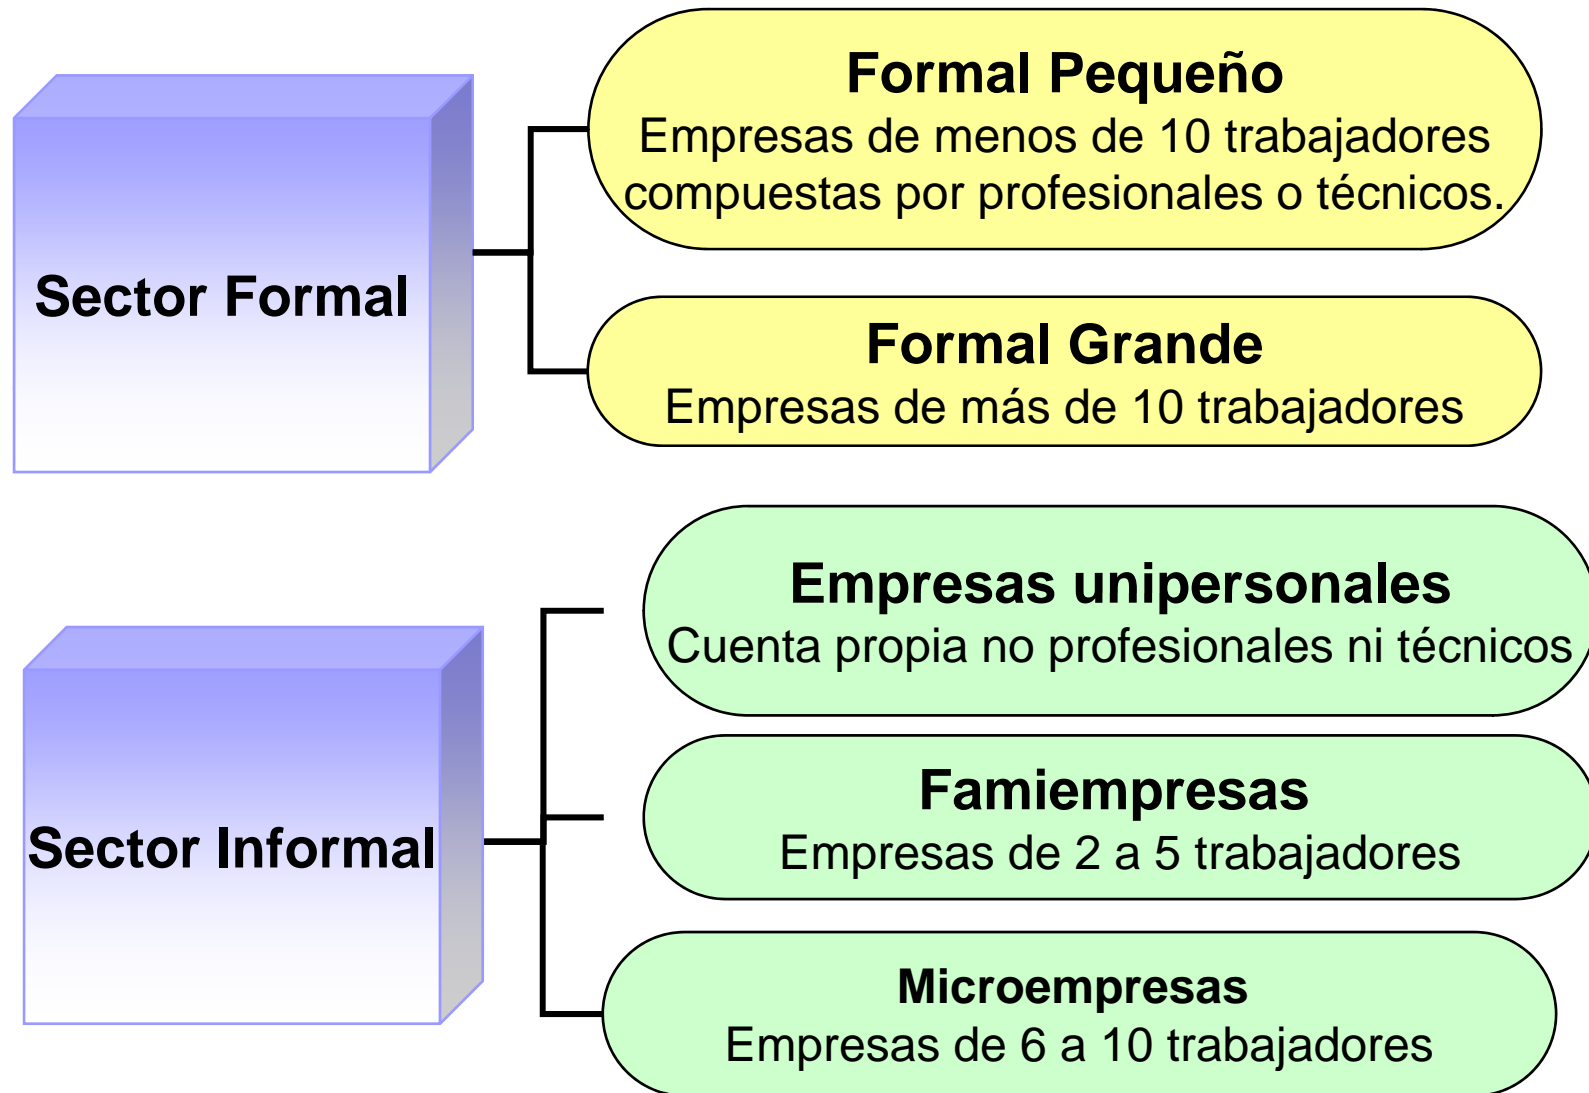 Sector Formal
Formal Pequeño
Empresas de menos de 10 trabajadores
compuestas por profesionales o técnicos.
Formal Grande
Empresas de más de 10 trabajadores
Sector Informal
Empresas unipersonales
Cuenta propia no profesionales ni técnicos
Famiempresas
Empresas de 2 a 5 trabajadores
Microempresas
Empresas de 6 a 10 trabajadores